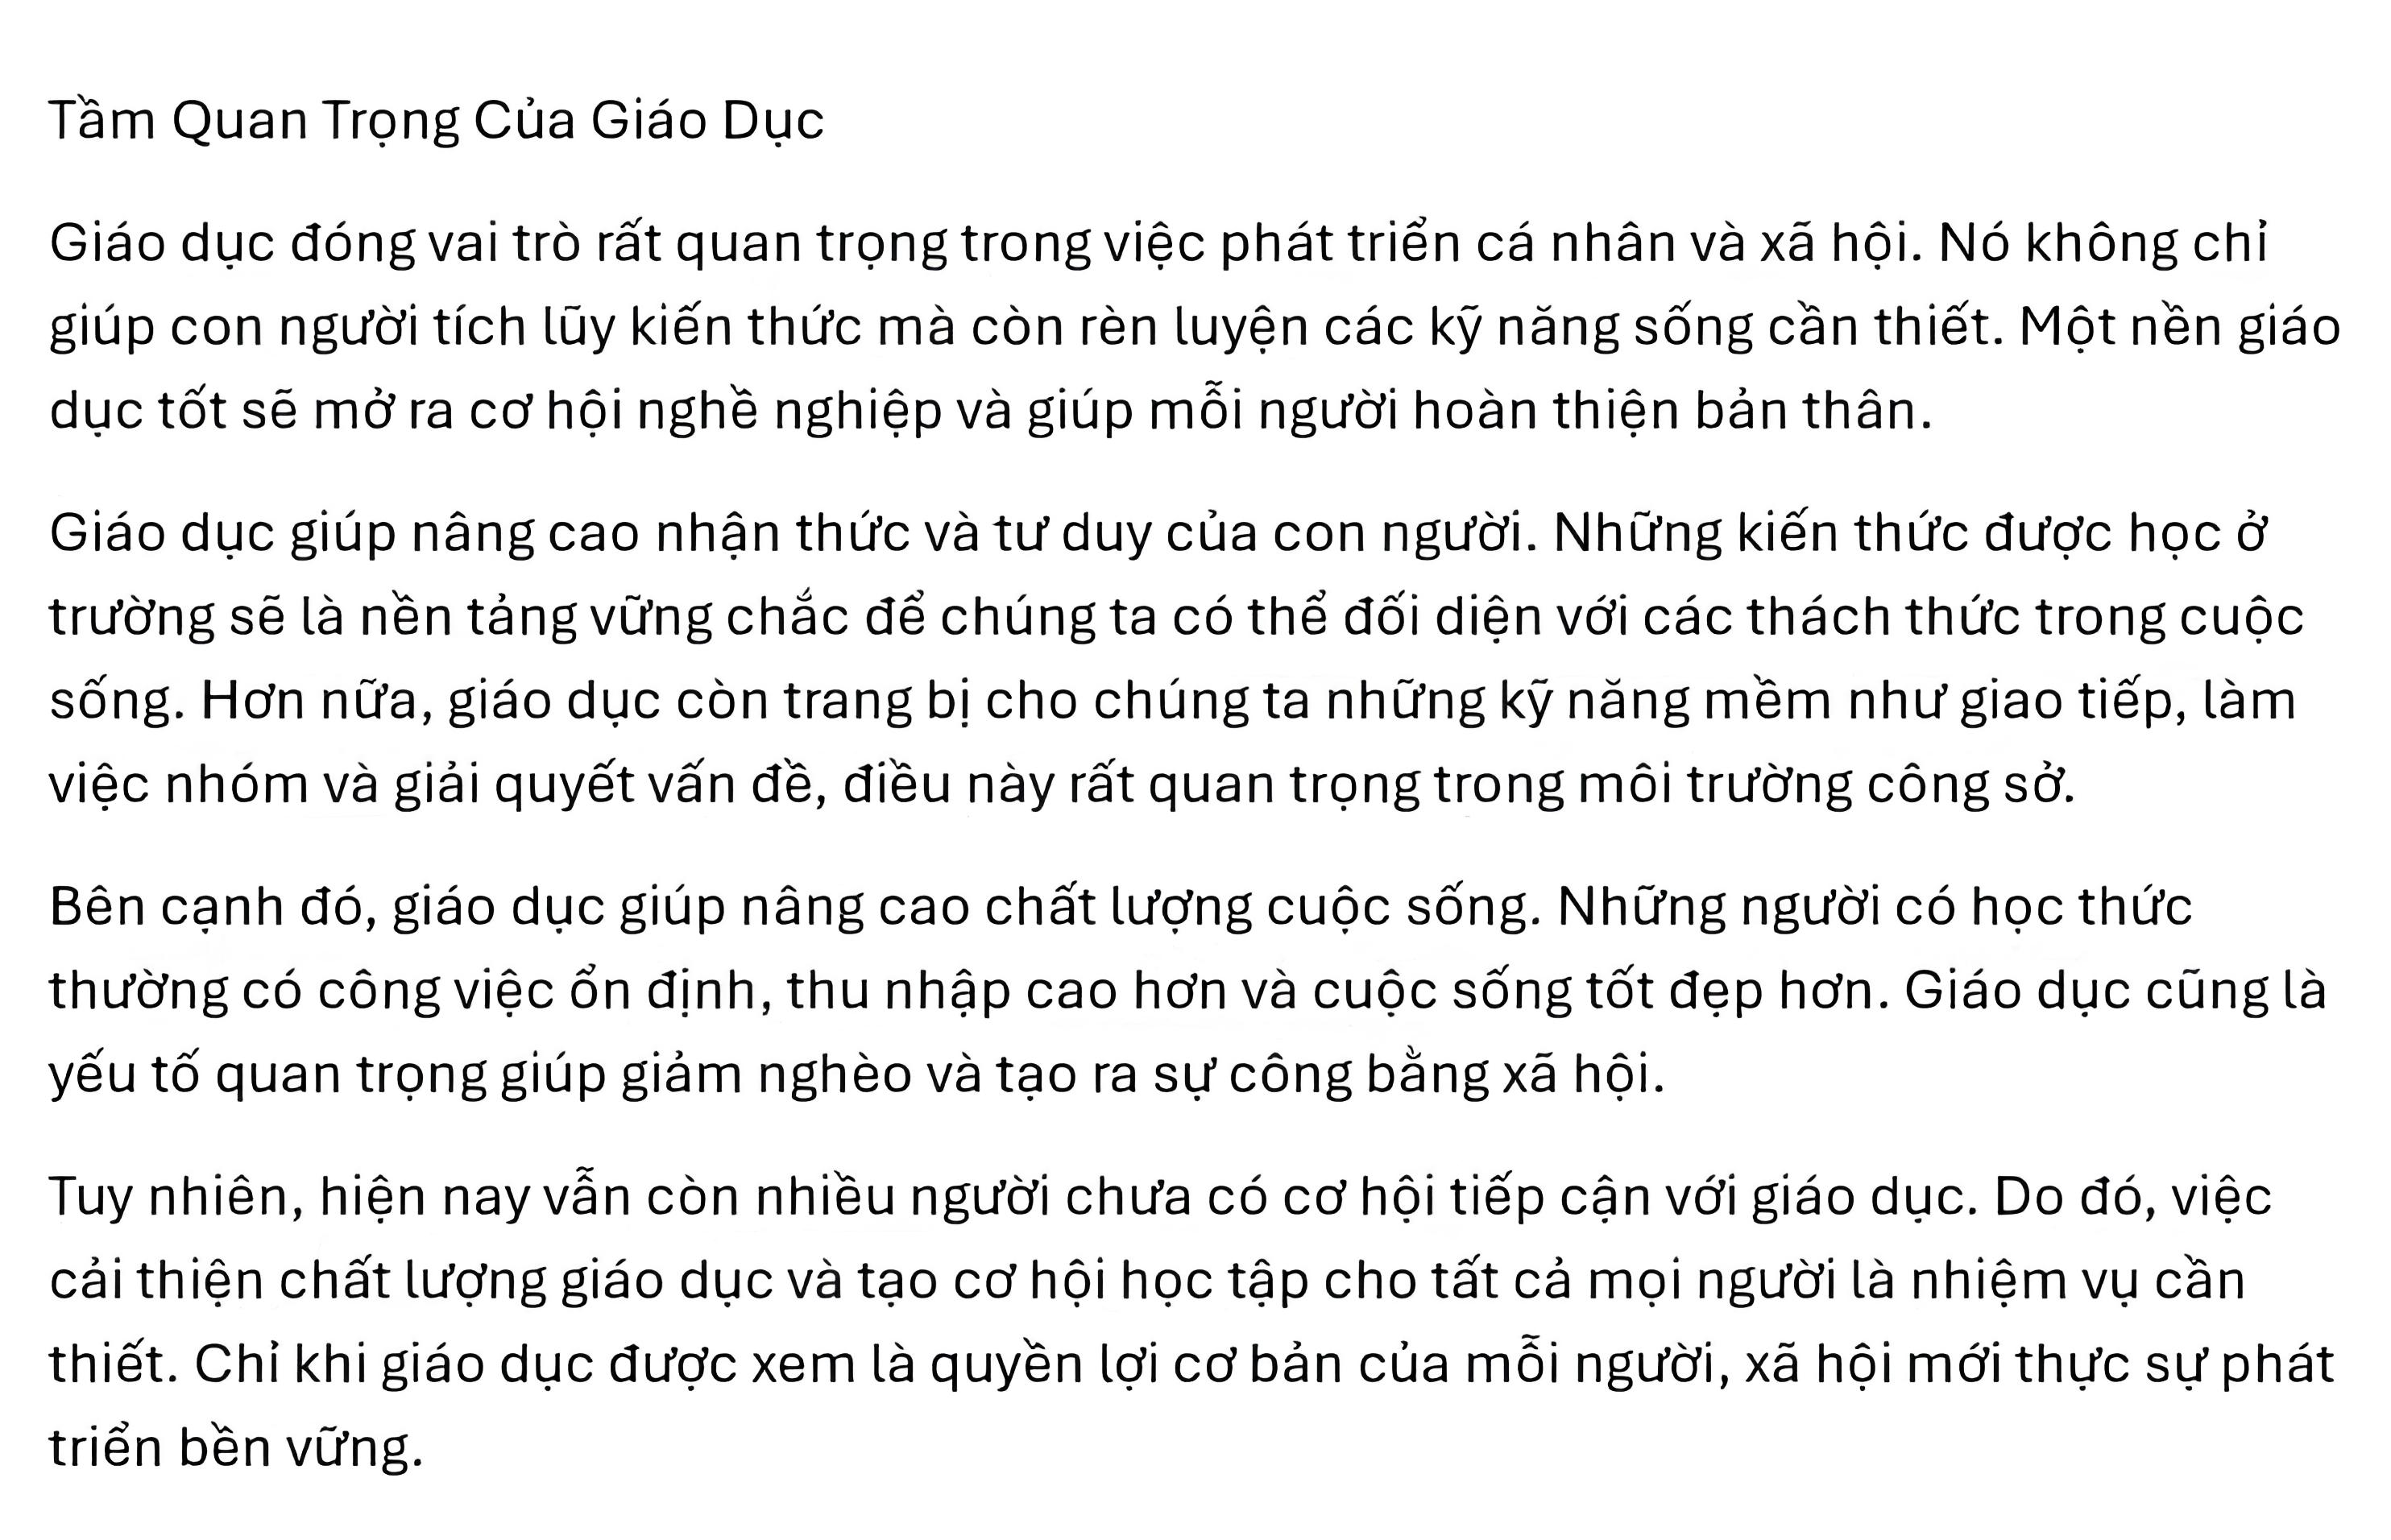 Tầm Quan Trọng Của Giáo Dục
Giáo dục đóng vai trò rất quan trọng trong việc phát triển cá nhân và xã hội. Nó không chỉ
giúp con người tích lũy kiến thức mà còn rèn luyện các kỹ năng sống cần thiết. Một nền giáo
dục tốt sẽ mở ra cơ hội nghề nghiệp và giúp mỗi người hoàn thiện bản thân.
Giáo dục giúp nâng cao nhận thức và tư duy của con người. Những kiến thức được học ở
trường sẽ là nền tảng vững chắc để chúng ta có thể đối diện với các thách thức trong cuộc
sống. Hơn nữa, giáo dục còn trang bị cho chúng ta những kỹ năng mềm như giao tiếp, làm
việc nhóm và giải quyết vấn đề, điều này rất quan trọng trong môi trường công sở.
Bên cạnh đó, giáo dục giúp nâng cao chất lượng cuộc sống. Những người có học thức
thường có công việc ổn định, thu nhập cao hơn và cuộc sống tốt đẹp hơn. Giáo dục cũng là
yếu tố quan trọng giúp giảm nghèo và tạo ra sự công bằng xã hội.
Tuy nhiên, hiện nay vẫn còn nhiều người chưa có cơ hội tiếp cận với giáo dục. Do đó, việc
cải thiện chất lượng giáo dục và tạo cơ hội học tập cho tất cả mọi người là nhiệm vụ cần
thiết. Chỉ khi giáo dục được xem là quyền lợi cơ bản của mỗi người, xã hội mới thực sự phát
triển bền vững.